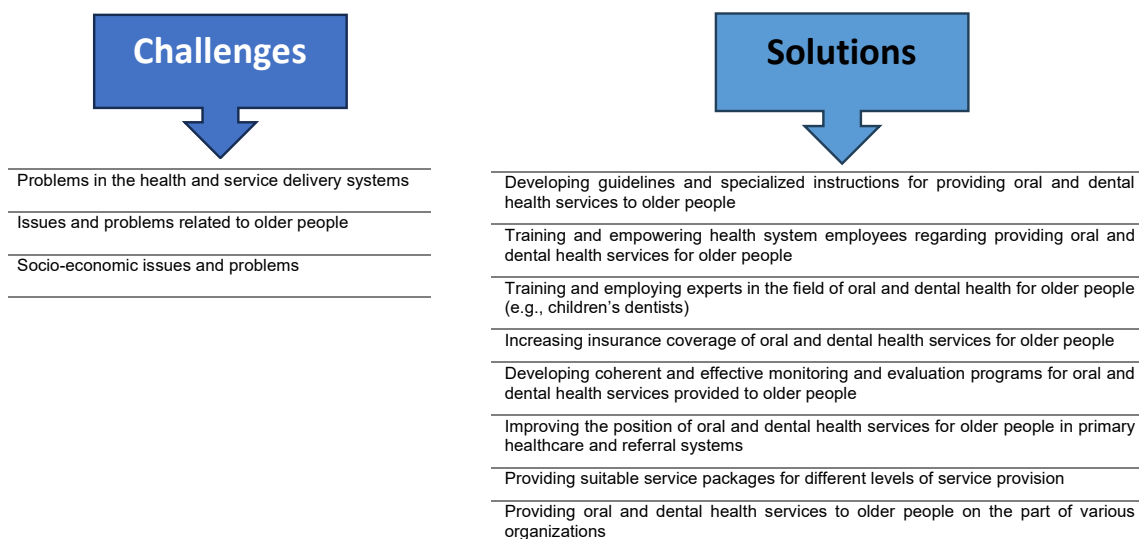 Challenges
Problems in the health and service delivery systems
Issues and problems related to older people
Socio-economic issues and problems
Solutions
Developing guidelines and specialized instructions for providing oral and dental
health services to older people
Training and empowering health system employees regarding providing oral and
dental health services for older people
Training and employing experts in the field of oral and dental health for older people
(e.g., children’s dentists)
Increasing insurance coverage of oral and dental health services for older people
Developing coherent and effective monitoring and evaluation programs for oral and
dental health services provided to older people
Improving the position of oral and dental health services for older people in primary
healthcare and referral systems
Providing suitable service packages for different levels of service provision
Providing oral and dental health services to older people on the part of various
organizations